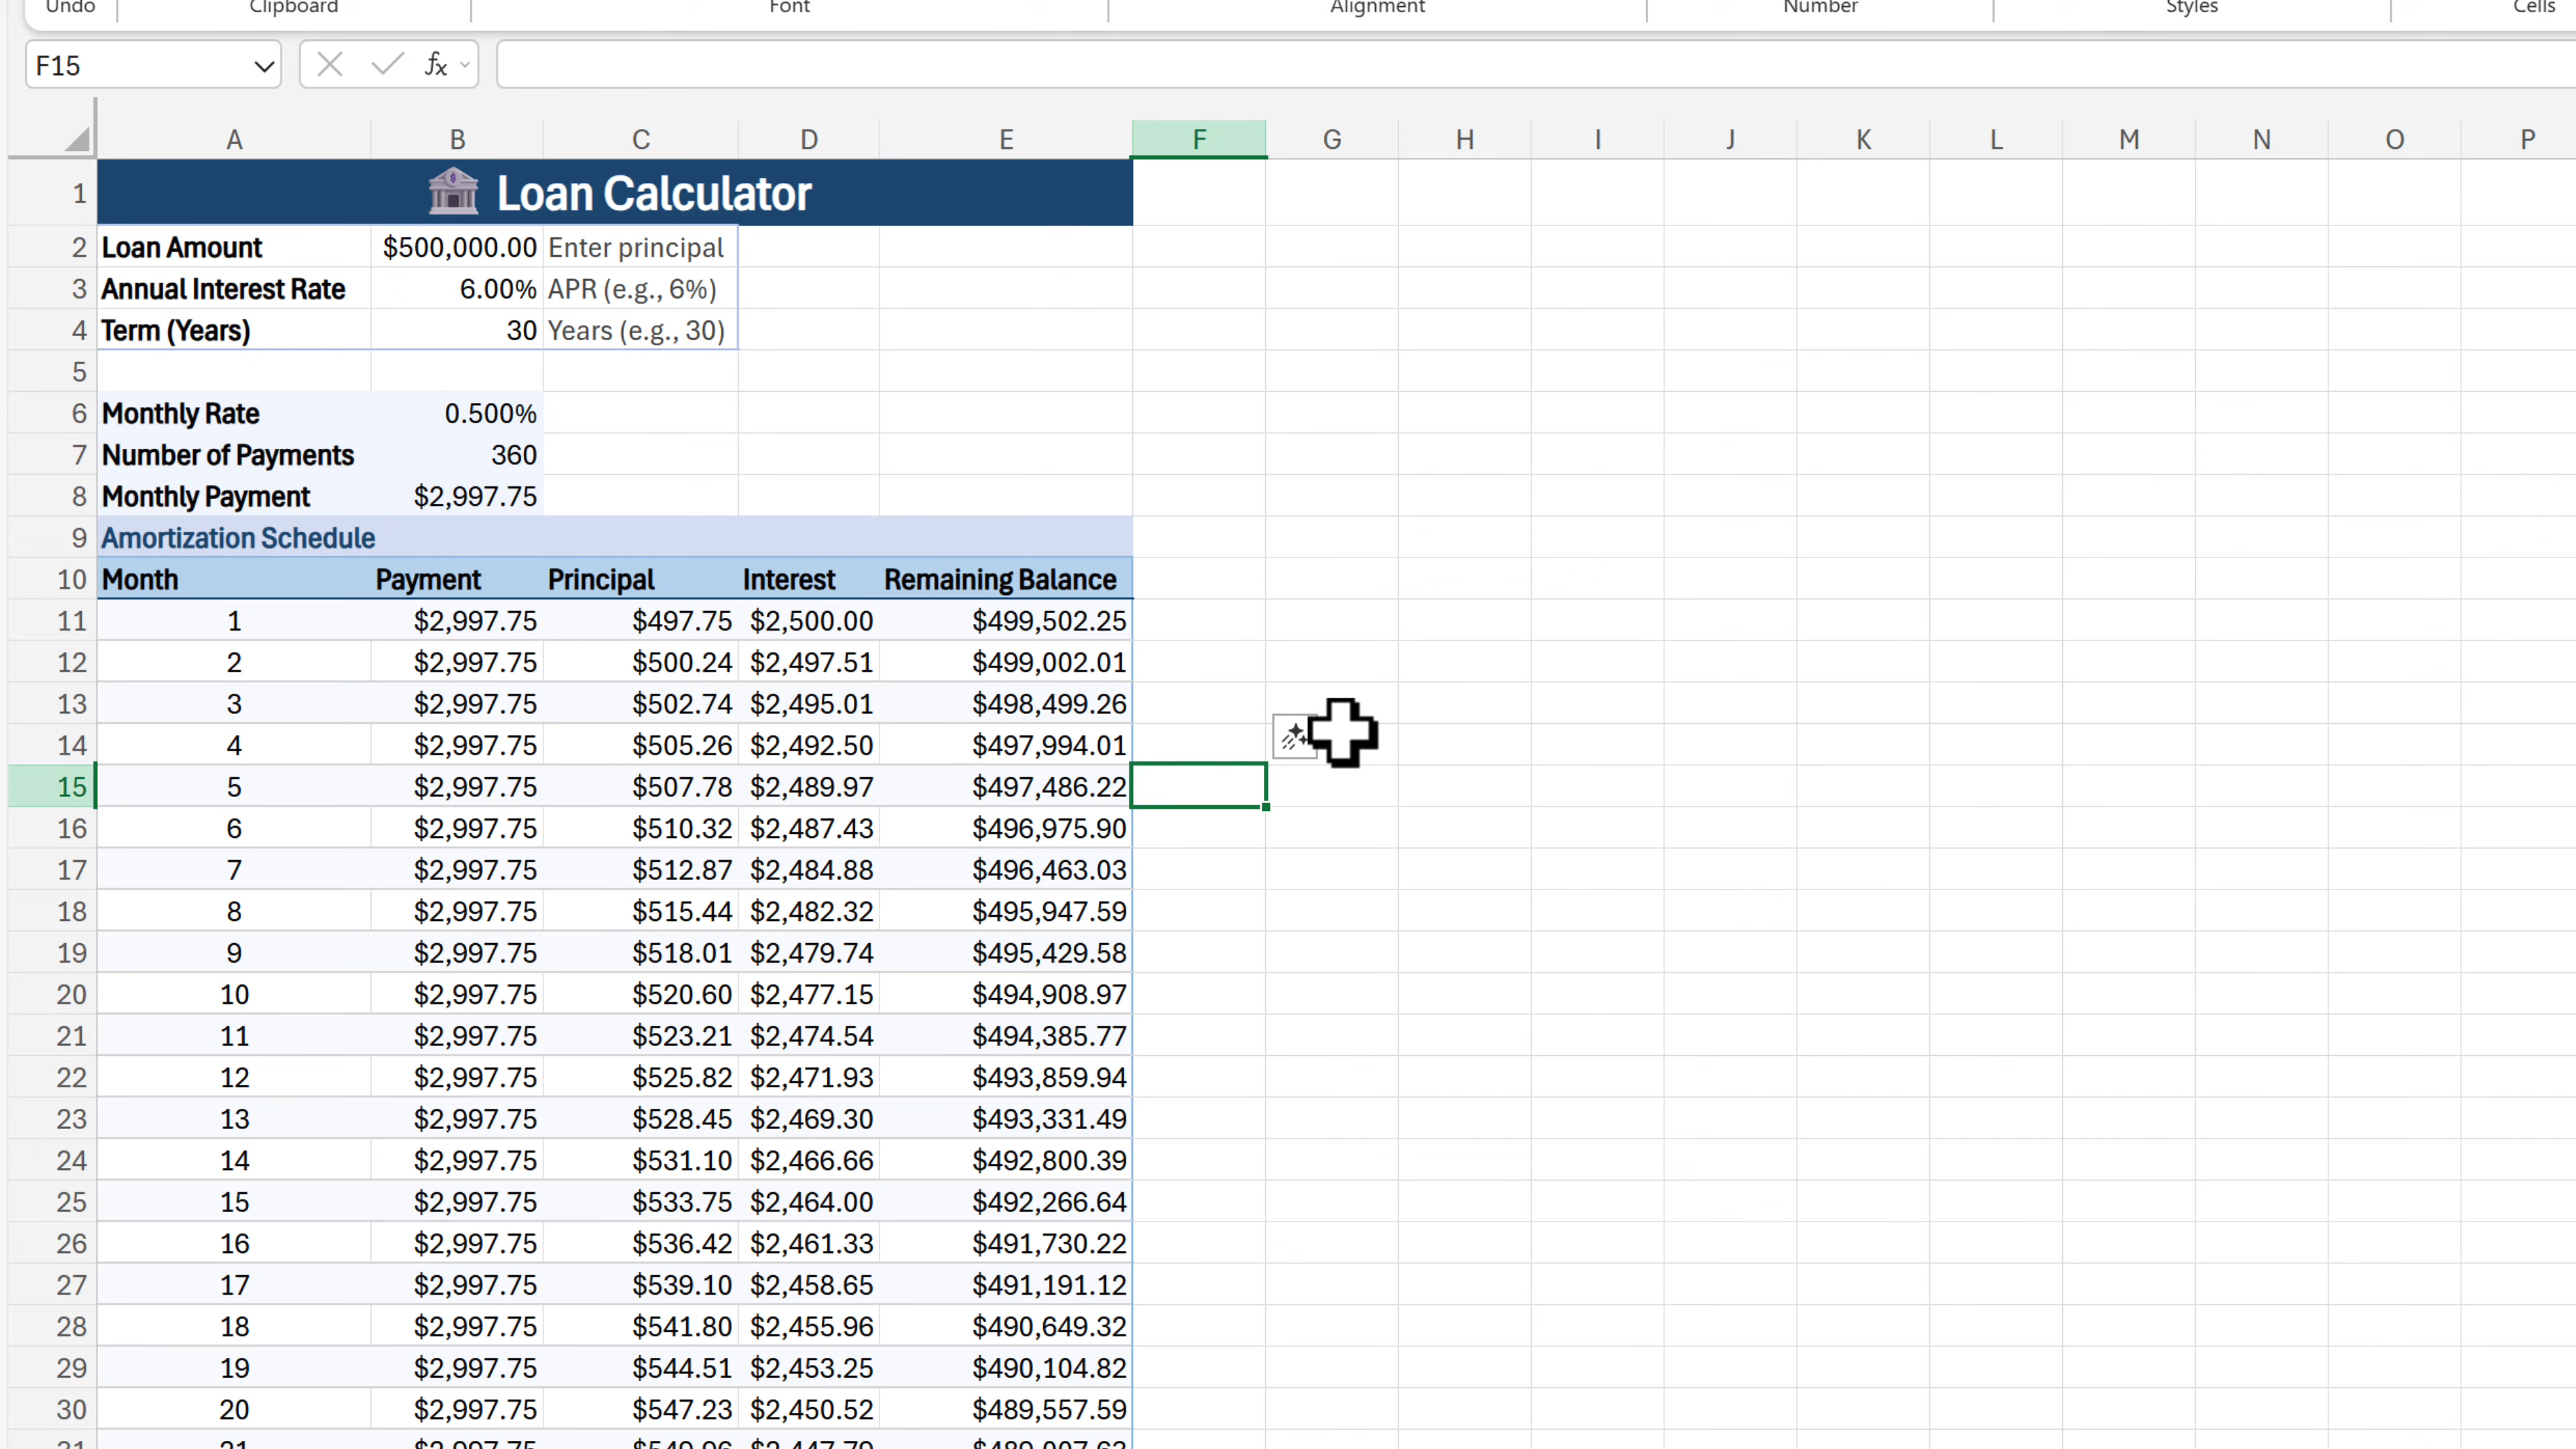 Undo Clipboard Font Alignment Number Styles Cells
F15 fx
A B C D E F G H I J K L M N O P
1 Loan Calculator
2 Loan Amount $500,000.00 Enter principal
3 Annual Interest Rate 6.00% APR (e.g., 6%)
4 Term (Years) 30 Years (e.g., 30)
5
6 Monthly Rate 0.500%
7 Number of Payments 360
8 Monthly Payment $2,997.75
9 Amortization Schedule
10 Month Payment Principal Interest Remaining Balance
11 1 $2,997.75 $497.75 $2,500.00 $499,502.25
12 2 $2,997.75 $500.24 $2,497.51 $499,002.01
13 3 $2,997.75 $502.74 $2,495.01 $498,499.26
14 4 $2,997.75 $505.26 $2,492.50 $497,994.01
15 5 $2,997.75 $507.78 $2,489.97 $497,486.22
16 6 $2,997.75 $510.32 $2,487.43 $496,975.90
17 7 $2,997.75 $512.87 $2,484.88 $496,463.03
18 8 $2,997.75 $515.44 $2,482.32 $495,947.59
19 9 $2,997.75 $518.01 $2,479.74 $495,429.58
20 10 $2,997.75 $520.60 $2,477.15 $494,908.97
21 11 $2,997.75 $523.21 $2,474.54 $494,385.77
22 12 $2,997.75 $525.82 $2,471.93 $493,859.94
23 13 $2,997.75 $528.45 $2,469.30 $493,331.49
24 14 $2,997.75 $531.10 $2,466.66 $492,800.39
25 15 $2,997.75 $533.75 $2,464.00 $492,266.64
26 16 $2,997.75 $536.42 $2,461.33 $491,730.22
27 17 $2,997.75 $539.10 $2,458.65 $491,191.12
28 18 $2,997.75 $541.80 $2,455.96 $490,649.32
29 19 $2,997.75 $544.51 $2,453.25 $490,104.82
30 20 $2,997.75 $547.23 $2,450.52 $489,557.59